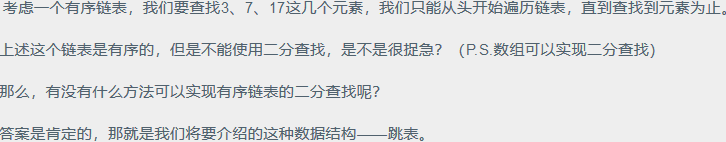 考虑一个有序链表，我们要查找3、7、17这几个元素，我们只能从头开始遍历链表，直到查找到元素为止。
上述这个链表是有序的，但是不能使用二分查找，是不是很捉急？（P.S.数组可以实现二分查找）
那么，有没有什么方法可以实现有序链表的二分查找呢？
答案是肯定的，那就是我们将要介绍的这种数据结构——跳表。